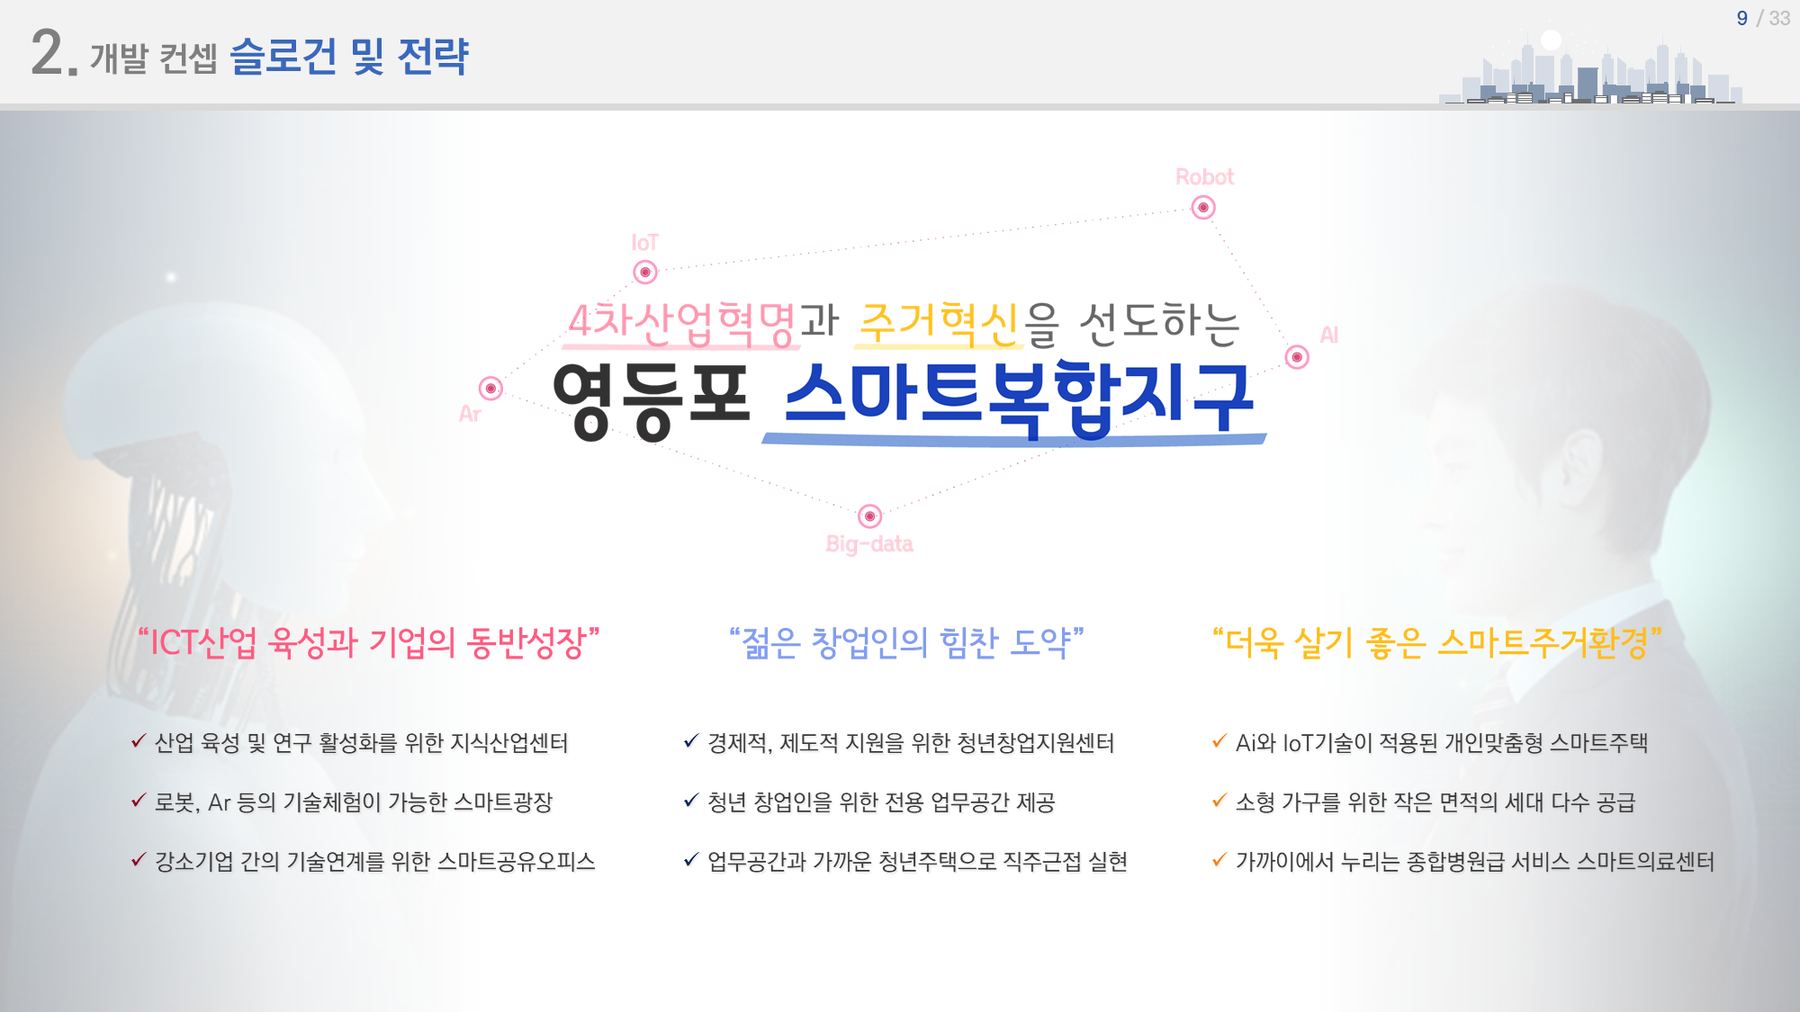 2. 개발 컨셉 슬로건 및 전략
9 / 33
Robot
IoT
4차산업혁명과 주거혁신을 선도하는
AI
영등포 스마트복합지구
Ar
Big-data
“ICT산업 육성과 기업의 동반성장”
✓ 산업 육성 및 연구 활성화를 위한 지식산업센터
✓ 로봇, Ar 등의 기술체험이 가능한 스마트광장
✓ 강소기업 간의 기술연계를 위한 스마트공유오피스
“젊은 창업인의 힘찬 도약”
✓ 경제적, 제도적 지원을 위한 청년창업지원센터
✓ 청년 창업인을 위한 전용 업무공간 제공
✓ 업무공간과 가까운 청년주택으로 직주근접 실현
“더욱 살기 좋은 스마트주거환경”
✓ Ai와 IoT기술이 적용된 개인맞춤형 스마트주택
✓ 소형 가구를 위한 작은 면적의 세대 다수 공급
✓ 가까이에서 누리는 종합병원급 서비스 스마트의료센터